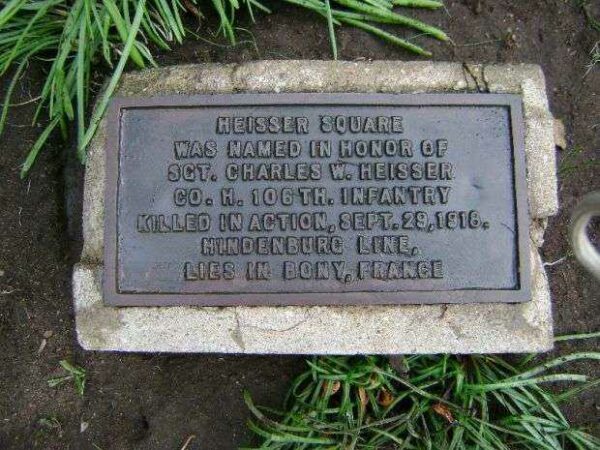 HEISSER SQUARE
WAS NAMED IN HONOR OF
SGT. CHARLES W. HEISSER
CO. H. 106TH. INFANTRY
KILLED IN ACTION, SEPT. 29, 1918.
HINDENBURG LINE,
LIES IN BONY, FRANCE